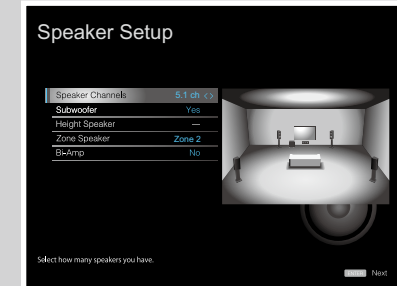 Speaker Setup
Speaker Channels 5.1 ch
Subwoofer Yes
Height Speaker ---
Zone Speaker Zone 2
Bi-Amp No
Select how many speakers you have.
ENTER Next